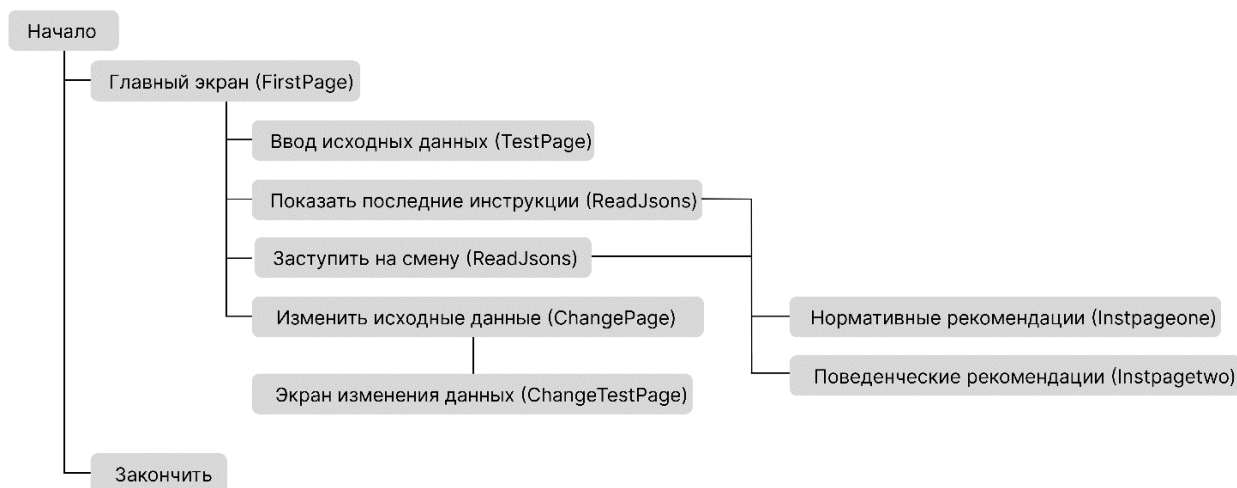 Начало
Главный экран (FirstPage)
Ввод исходных данных (TestPage)
Показать последние инструкции (ReadJsons)
Заступить на смену (ReadJsons)
Изменить исходные данные (ChangePage)
Нормативные рекомендации (Instpageone)
Поведенческие рекомендации (Instpagetwo)
Экран изменения данных (ChangeTestPage)
Закончить